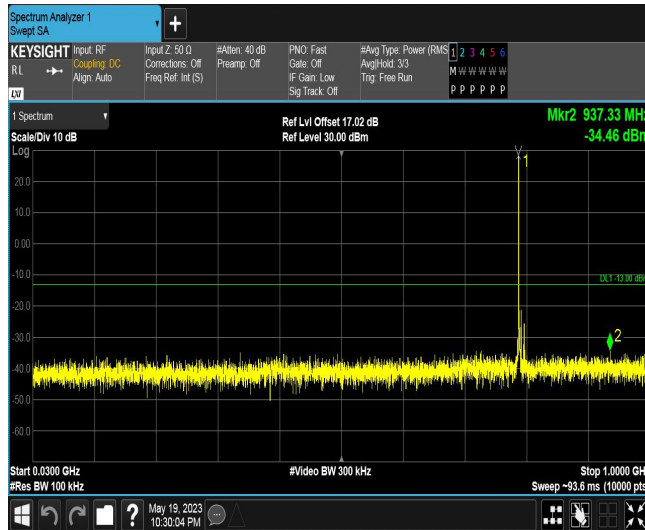 Spectrum Analyzer 1
Swept SA
+
KEYSIGHT
RL
LXI
Input: RF
Coupling: DC
Align: Auto
Input Z: 50 Ω
Corrections: Off
Freq Ref: Int (S)
#Atten: 40 dB
Preamp: Off
PNO: Fast
Gate: Off
IF Gain: Low
Sig Track: Off
#Avg Type: Power (RMS
Avg|Hold: 3/3
Trig: Free Run
1 2 3 4 5 6
M W W W W W
P P P P P P
1 Spectrum
Scale/Div 10 dB
Log
Ref Lvl Offset 17.02 dB
Ref Level 30.00 dBm
Mkr2 937.33 MHz
-34.46 dBm
1
20.0
10.0
0.00
-10.0
DL1 -13.00 dBm
-20.0
-30.0
2
-40.0
-50.0
-60.0
Start 0.0300 GHz
#Res BW 100 kHz
#Video BW 300 kHz
Stop 1.0000 GH
Sweep ~93.6 ms (10000 pts
?
May 19, 2023
10:30:04 PM